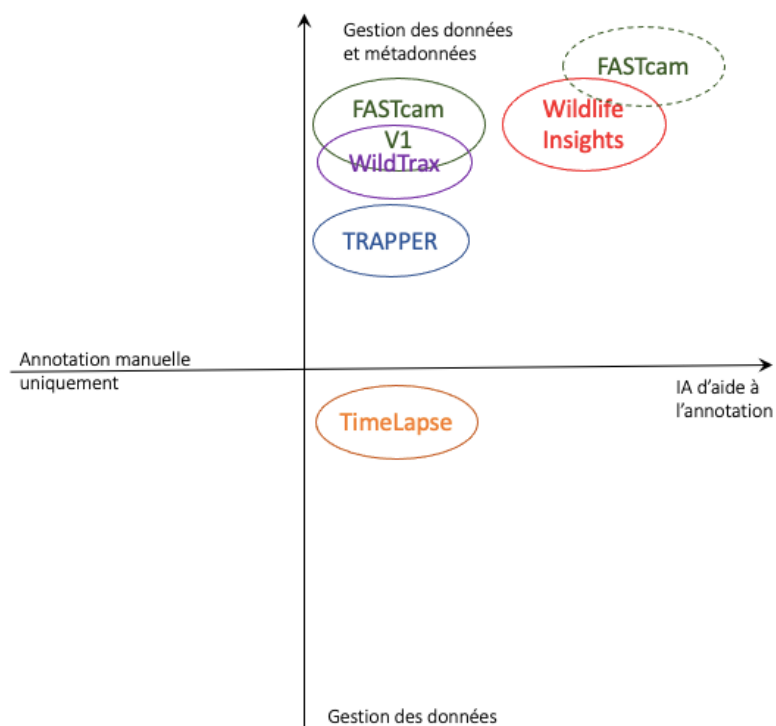 Gestion des données
et métadonnées
FASTcam
FASTcam
V1
Wildlife
Insights
WildTrax
TRAPPER
Annotation manuelle
uniquement
IA d'aide à
l'annotation
TimeLapse
Gestion des données